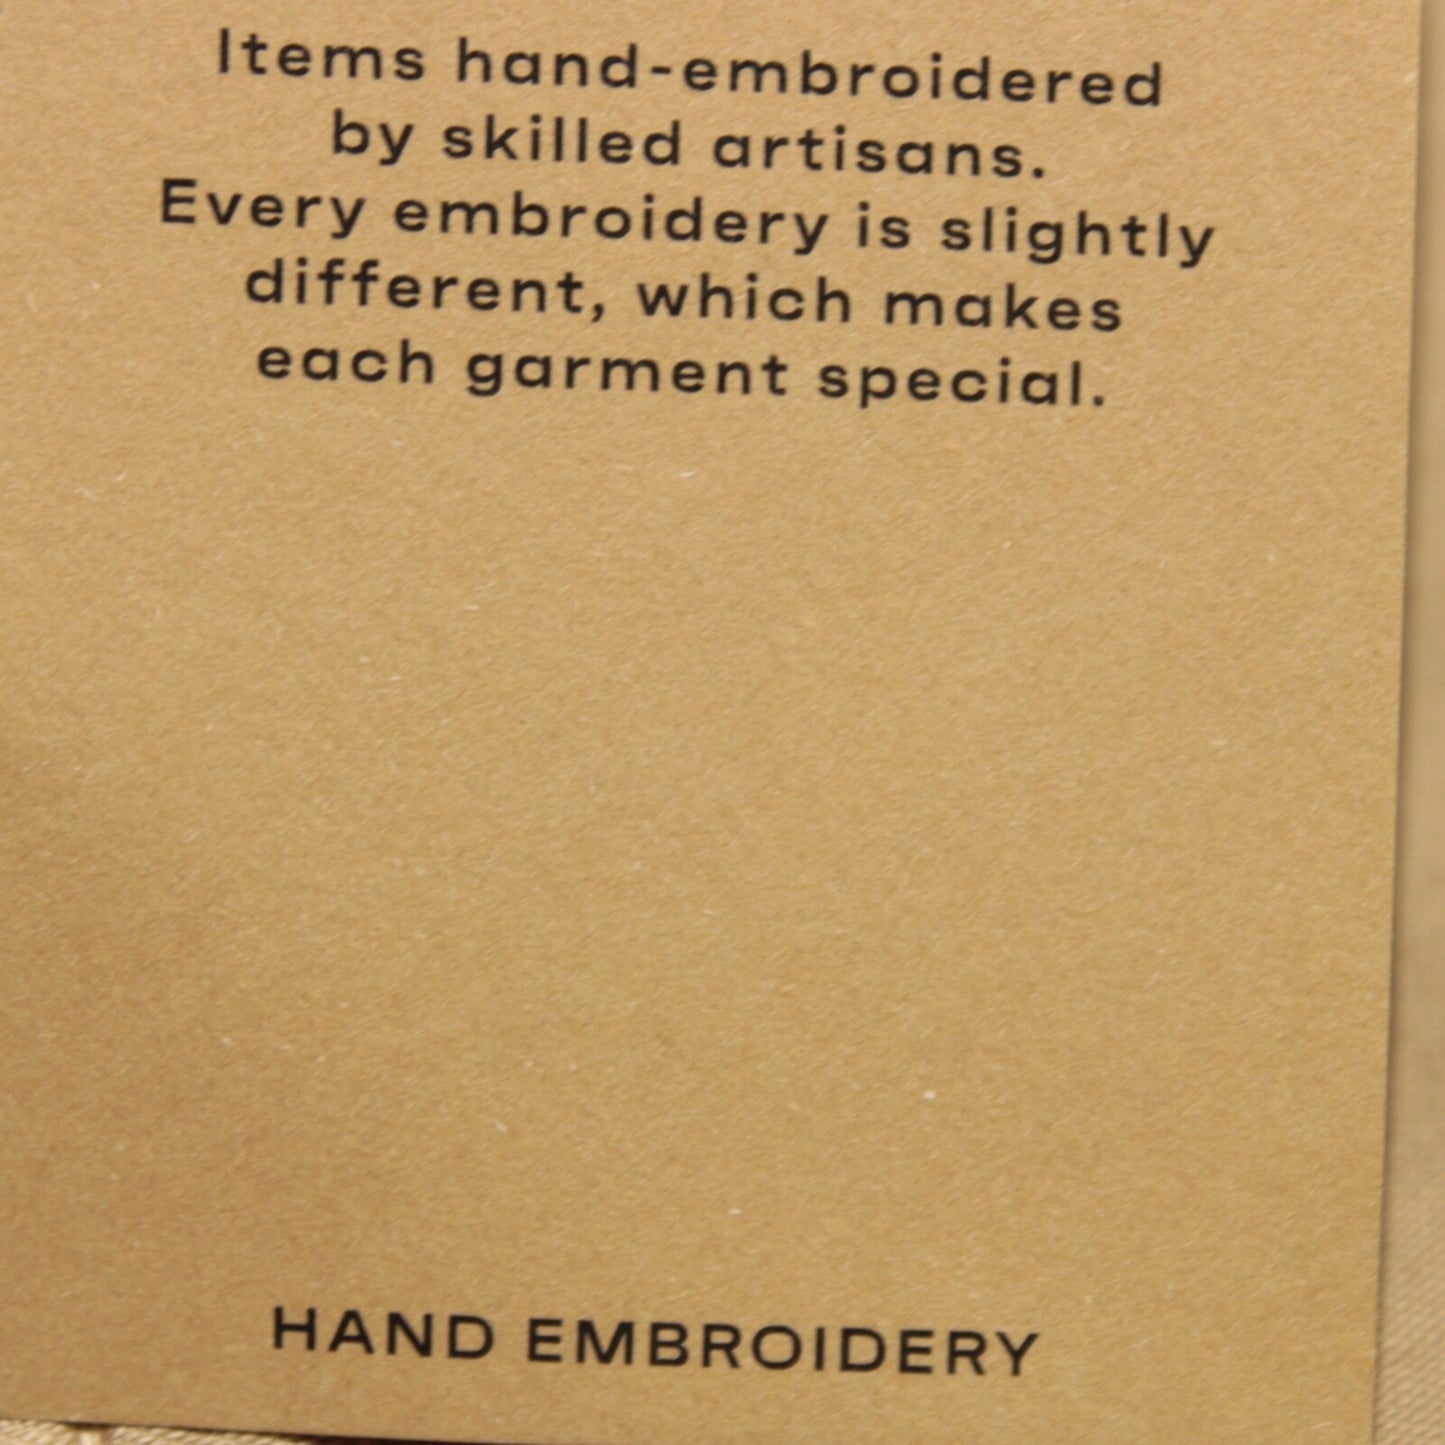 Items hand-embroidered
by skilled artisans.
Every embroidery is slightly
different, which makes
each garment special.
HAND EMBROIDERY